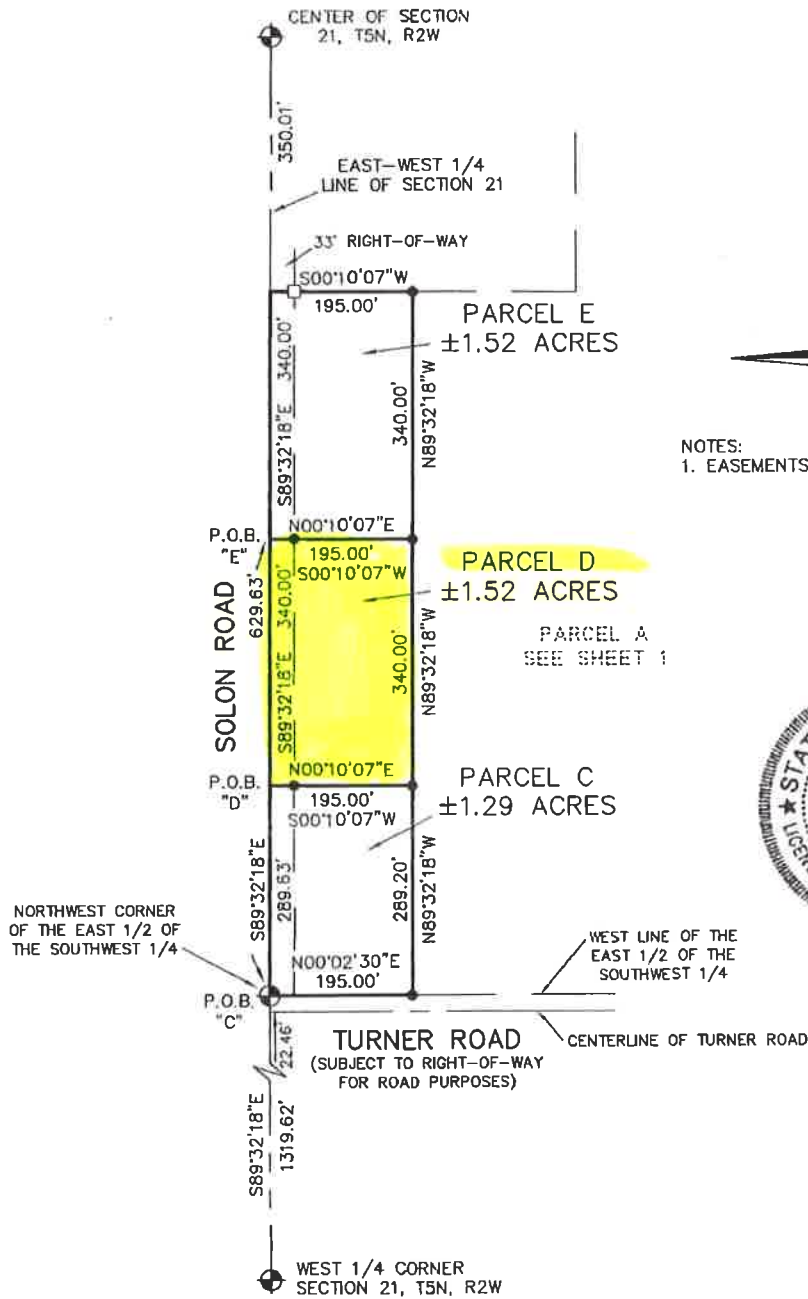 CENTER OF SECTION
21, T5N, R2W
350.01'
EAST-WEST 1/4
LINE OF SECTION 21
33' RIGHT-OF-WAY
S00°10'07"W
195.00'
PARCEL E
±1.52 ACRES
340.00'
S89°32'18"E
340.00'
N89°32'18"W
NOTES:
1. EASEMENTS
P.O.B.
"E"
N00°10'07"E
195.00'
S00°10'07"W
629.63'
SOLON ROAD
PARCEL D
±1.52 ACRES
PARCEL A
SEE SHEET 1
340.00'
S89°32'18"E
340.00'
N89°32'18"W
P.O.B.
"D"
N00°10'07"E
195.00'
S00°10'07"W
PARCEL C
±1.29 ACRES
STAT
LICEN
S89°32'18"E
289.63'
289.20'
N89°32'18"W
NORTHWEST CORNER
OF THE EAST 1/2 OF
THE SOUTHWEST 1/4
WEST LINE OF THE
EAST 1/2 OF THE
SOUTHWEST 1/4
N00°02'30"E
195.00'
P.O.B.
"C"
22.46'
TURNER ROAD
(SUBJECT TO RIGHT-OF-WAY
FOR ROAD PURPOSES)
CENTERLINE OF TURNER ROAD
S89°32'18"E
1319.62'
WEST 1/4 CORNER
SECTION 21, T5N, R2W